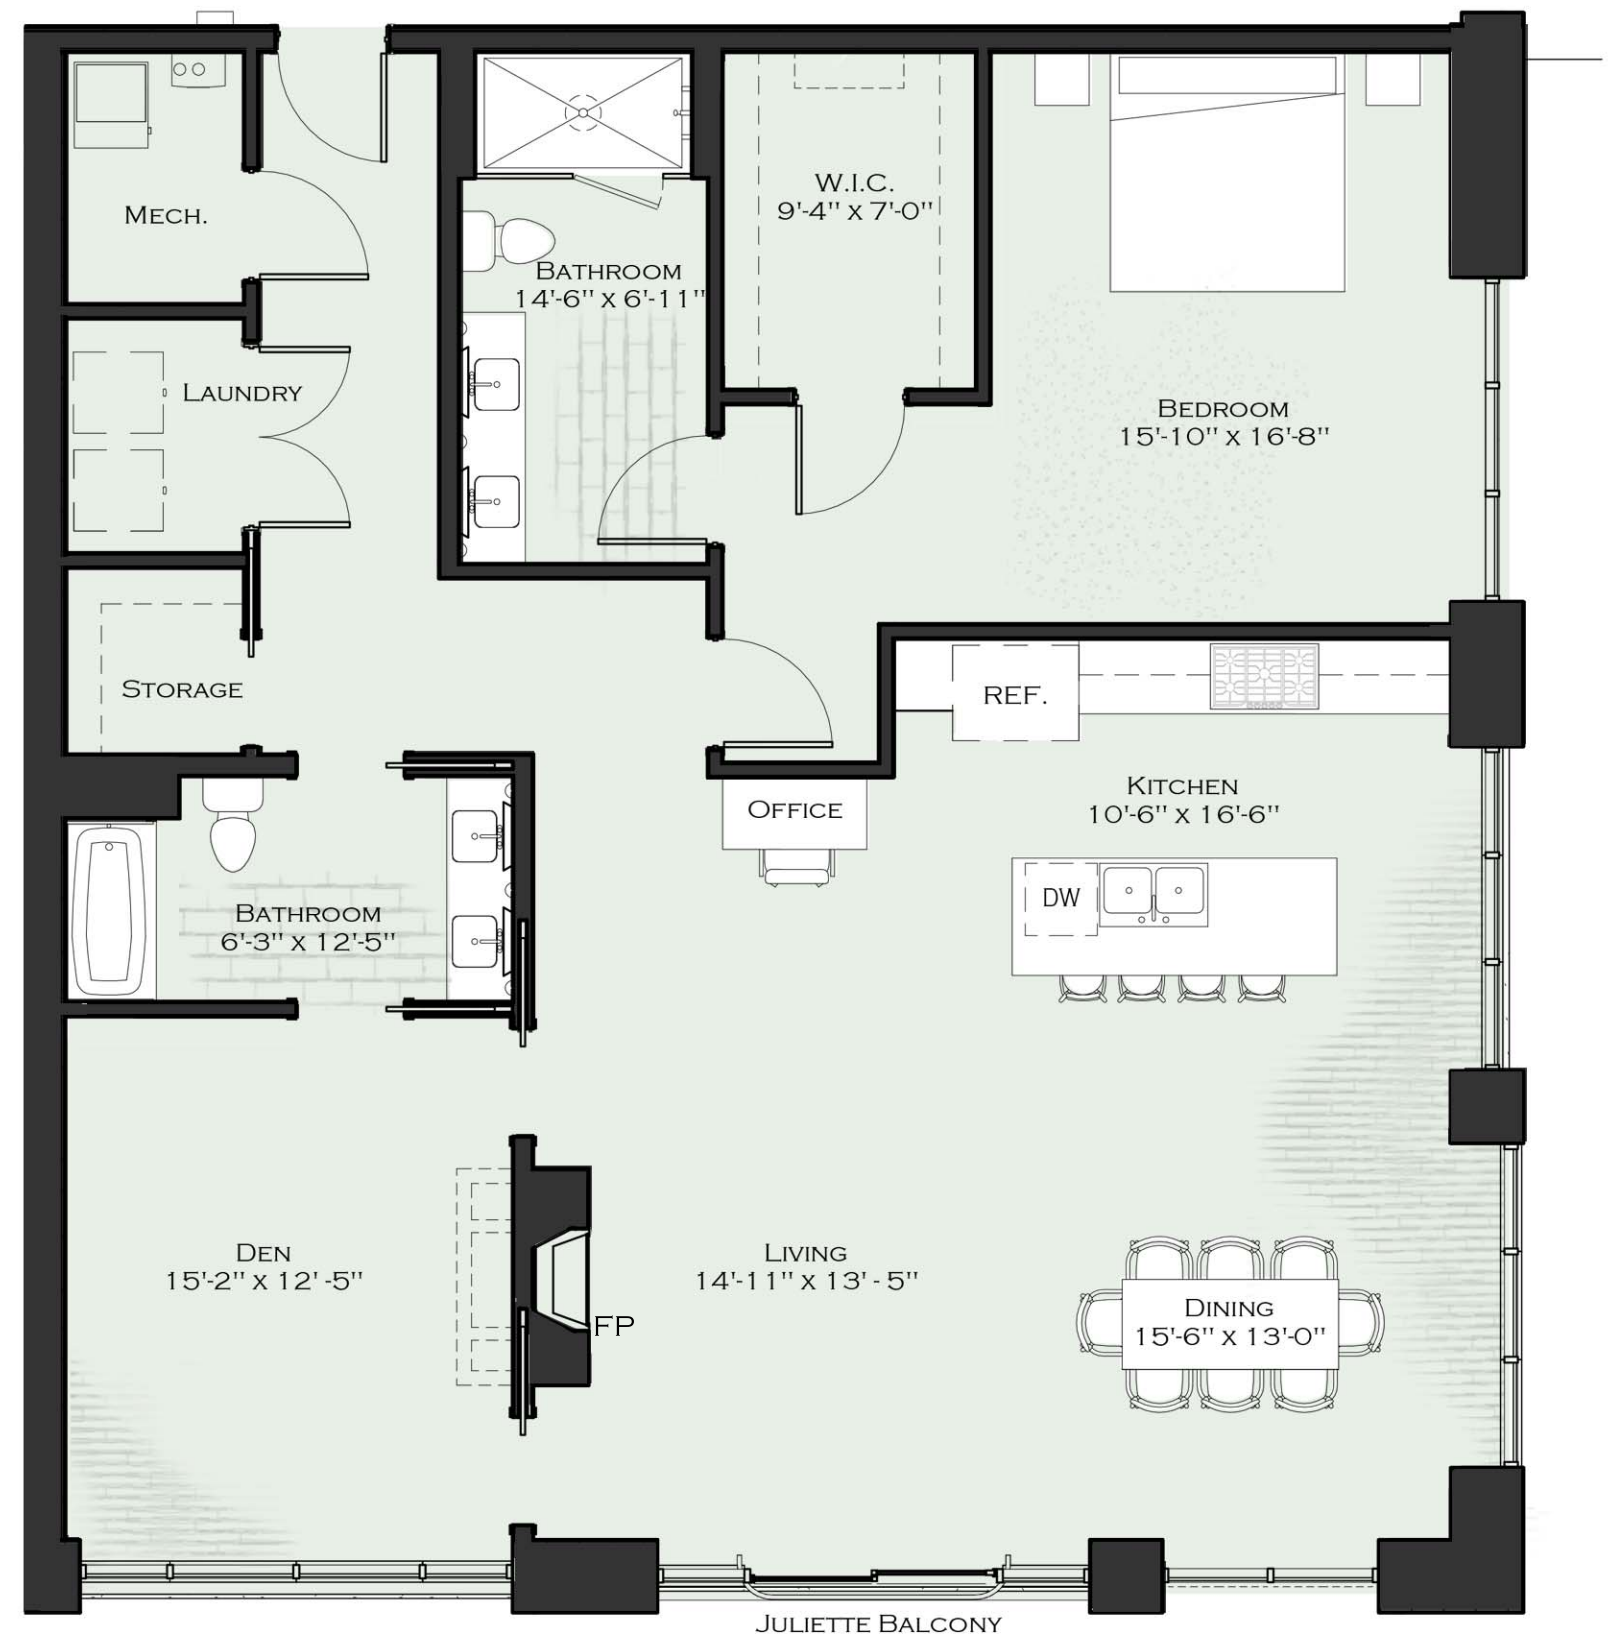 W.I.C.
9'-4" x 7'-0"
Mech.
Bathroom
14'-6" x 6'-11"
Laundry
Bedroom
15'-10" x 16'-8"
Storage
REF.
Kitchen
10'-6" x 16'-6"
Office
DW
Bathroom
6'-3" x 12'-5"
Den
15'-2" x 12' -5"
Living
14'-11" x 13' - 5"
FP
Dining
15'-6" x 13'-0"
Juliette Balcony